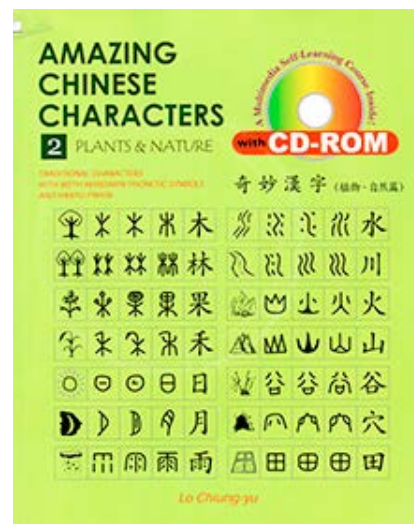 AMAZING
CHINESE
CHARACTERS
2 PLANTS & NATURE
A Multimedia Self-Learning Course Inside!
with CD-ROM
TRADITIONAL CHARACTERS
WITH BOTH MANDARIN PHONETIC SYMBOLS
AND HANYU PINYIN
奇妙漢字（植物・自然篇）
木 水
林 川
果 火
禾 山
日 谷
月 穴
雨 田
Lo Chiung-yu